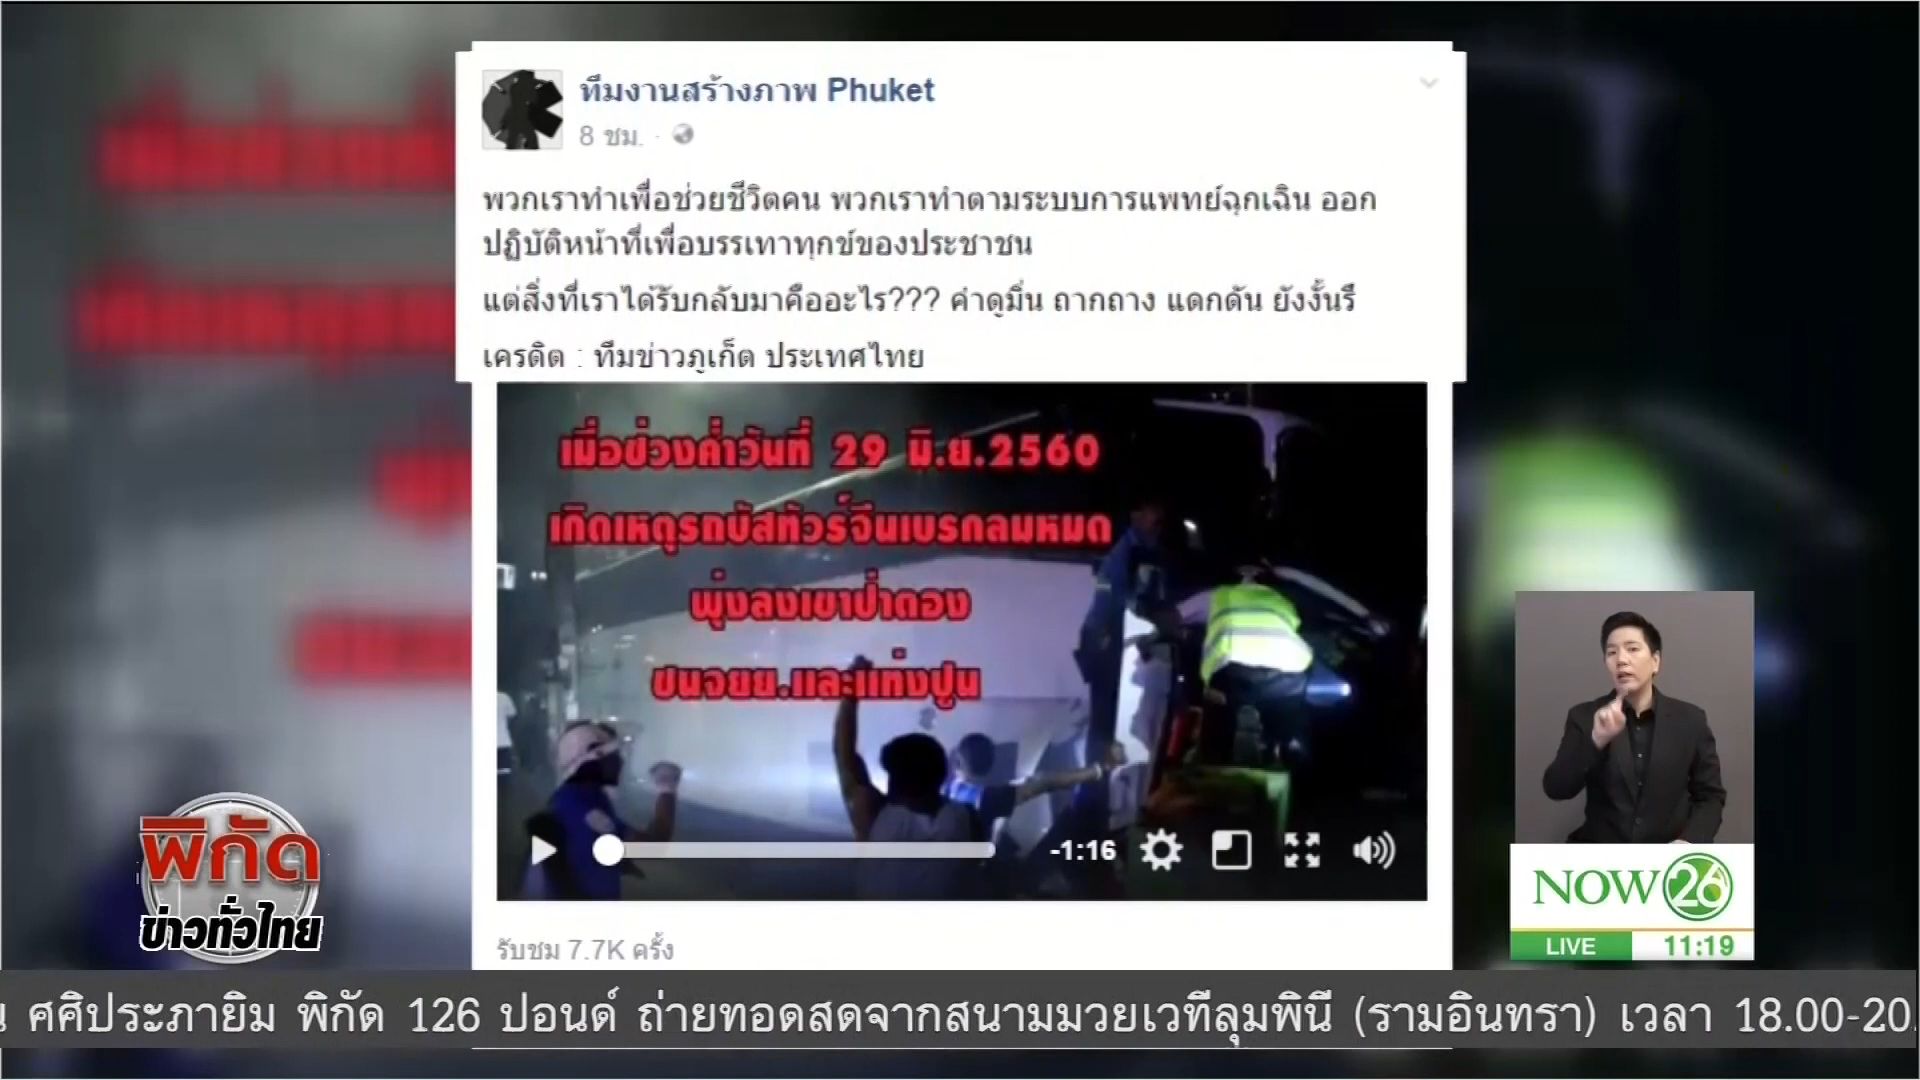 ทีมงานสร้างภาพ Phuket
8 ชม. ·
พวกเราทำเพื่อช่วยชีวิตคน พวกเราทำตามระบบการแพทย์ฉุกเฉิน ออก
ปฏิบัติหน้าที่เพื่อบรรเทาทุกข์ของประชาชน
แต่สิ่งที่เราได้รับกลับมาคืออะไร??? คำดูมิ่น ถากถาง แดกดัน ยังงั้นรึ
เครดิต : ทีมข่าวภูเก็ต ประเทศไทย
เมื่อช่วงค่ำวันที่ 29 มิ.ย.2560
เกิดเหตุรถบัสทัวร์จีนเบรกลมหมด
พุ่งลงเขาป่าตอง
ชนจยย.และแท่งปูน
-1:16
รับชม 7.7K ครั้ง
พิกัด
ข่าวทั่วไทย
NOW 26
LIVE 11:19
ศศิประภายิม พิกัด 126 ปอนด์ ถ่ายทอดสดจากสนามมวยเวทีลุมพินี (รามอินทรา) เวลา 18.00-20.